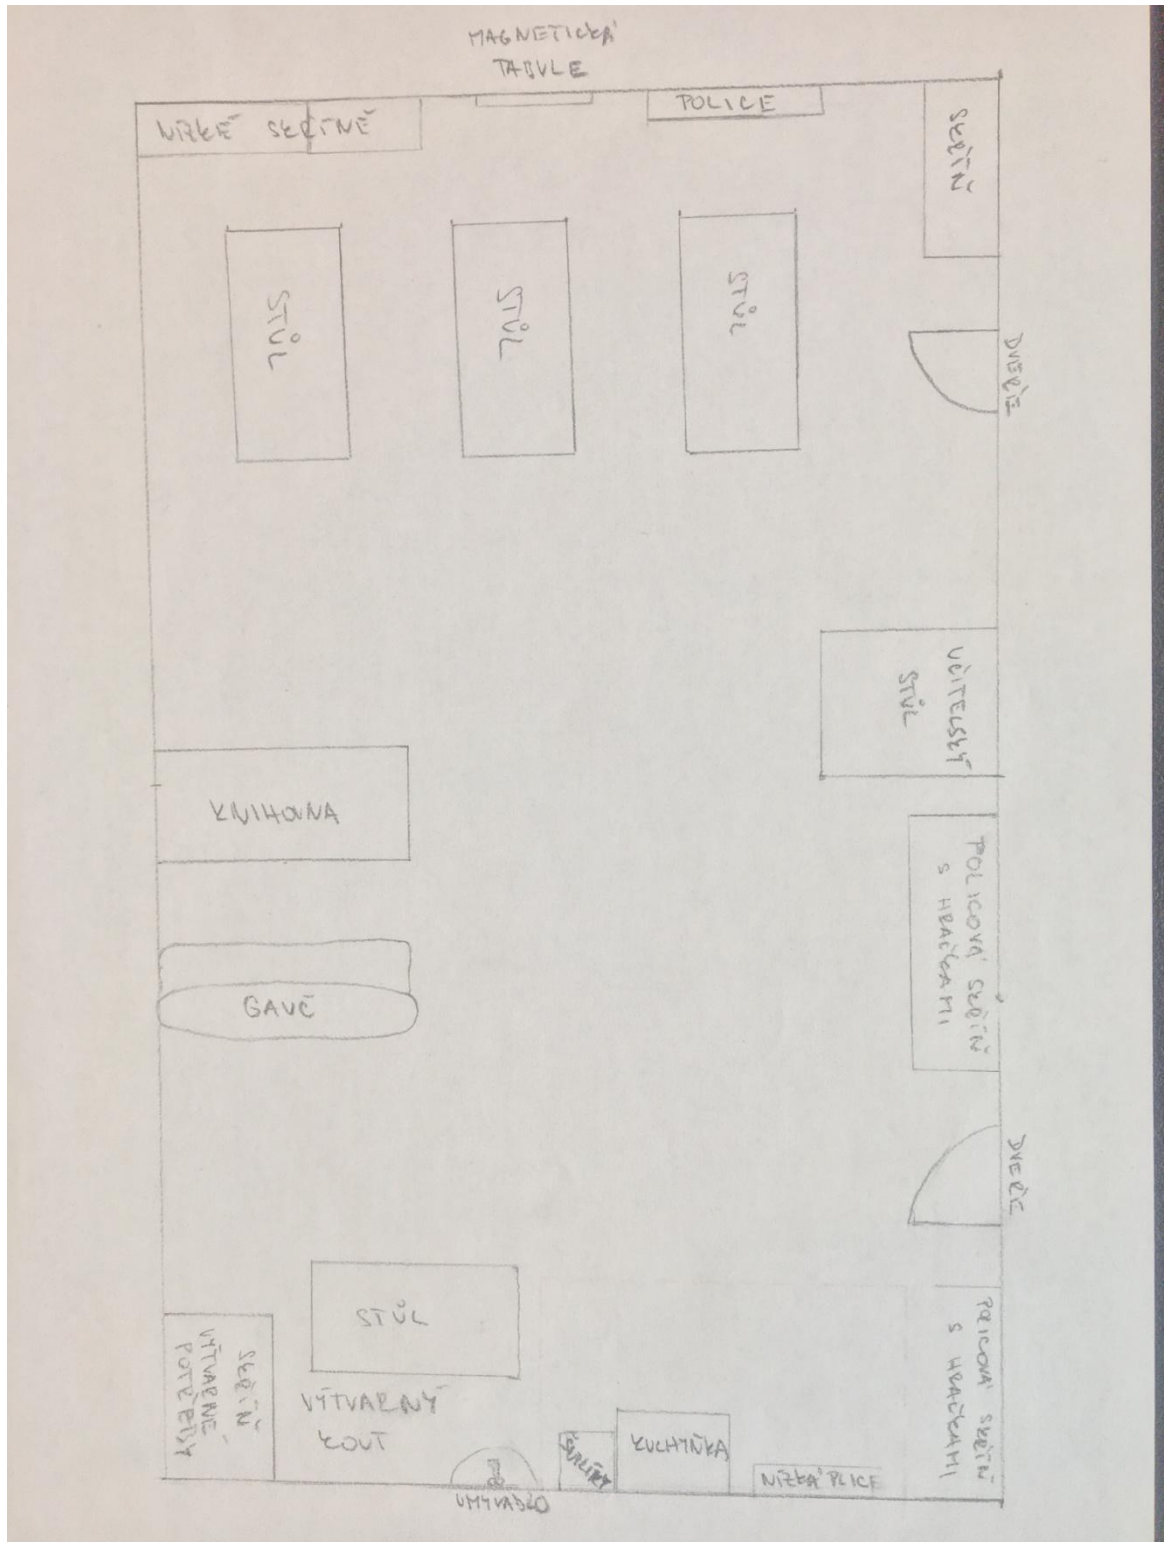 MAGNETICKÁ
TABULE
NÍZKÉ SKŘÍNĚ
POLICE
SKŘÍŇ
STŮL
STŮL
STŮL
DVEŘE
UČITELSKÝ
STŮL
KNIHOVNA
POLICOVÁ SKŘÍŇ
S HRAČKAMI
GAUČ
DVEŘE
STŮL
SKŘÍŇ
VÝTVARNÉ
POTŘEBY
VÝTVARNÝ
KOUT
UMYVADLO
KUCHYŇKA
NÍZKÁ PLICE
POLICOVÁ SKŘÍŇ
S HRAČKAMI